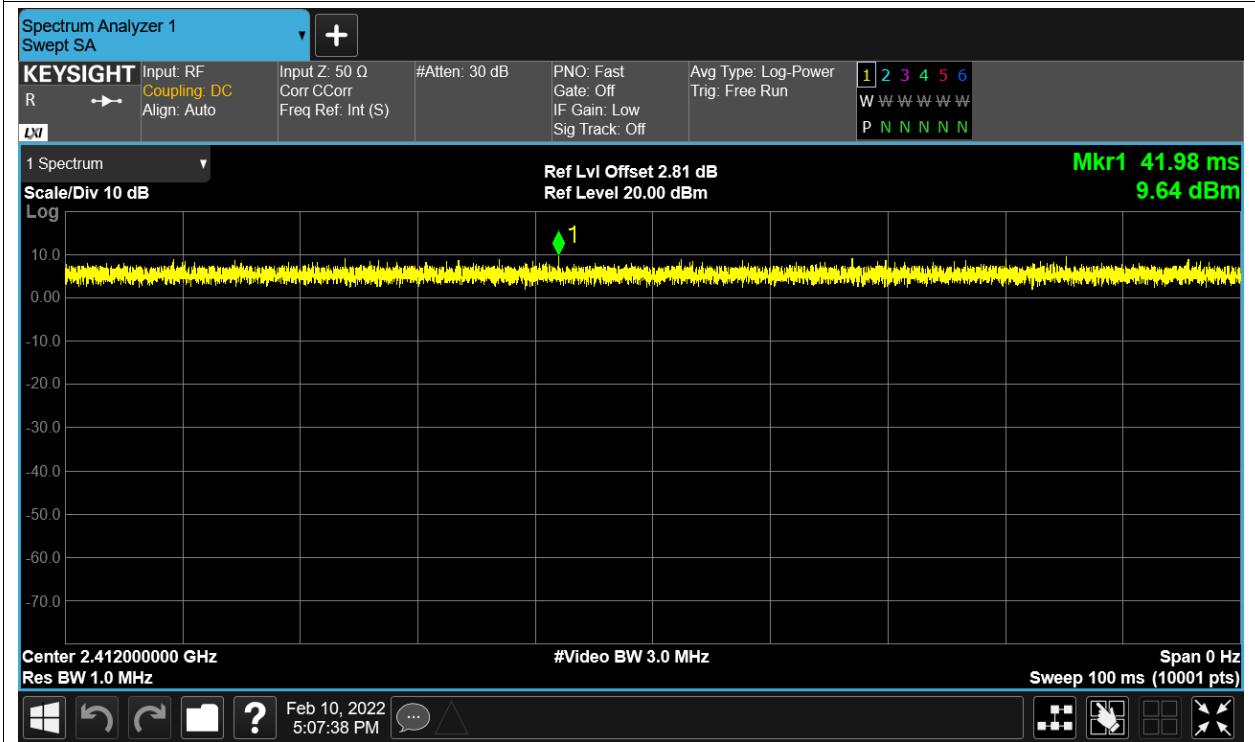 Spectrum Analyzer 1
Swept SA
+
KEYSIGHT
R
LXI
Input: RF
Coupling: DC
Align: Auto
Input Z: 50 Ω
Corr CCorr
Freq Ref: Int (S)
#Atten: 30 dB
PNO: Fast
Gate: Off
IF Gain: Low
Sig Track: Off
Avg Type: Log-Power
Trig: Free Run
1 2 3 4 5 6
W W W W W W
P N N N N N
1 Spectrum
Scale/Div 10 dB
Log
Ref Lvl Offset 2.81 dB
Ref Level 20.00 dBm
Mkr1 41.98 ms
9.64 dBm
1
10.0
0.00
-10.0
-20.0
-30.0
-40.0
-50.0
-60.0
-70.0
Center 2.412000000 GHz
Res BW 1.0 MHz
#Video BW 3.0 MHz
Span 0 Hz
Sweep 100 ms (10001 pts)
?
Feb 10, 2022
5:07:38 PM